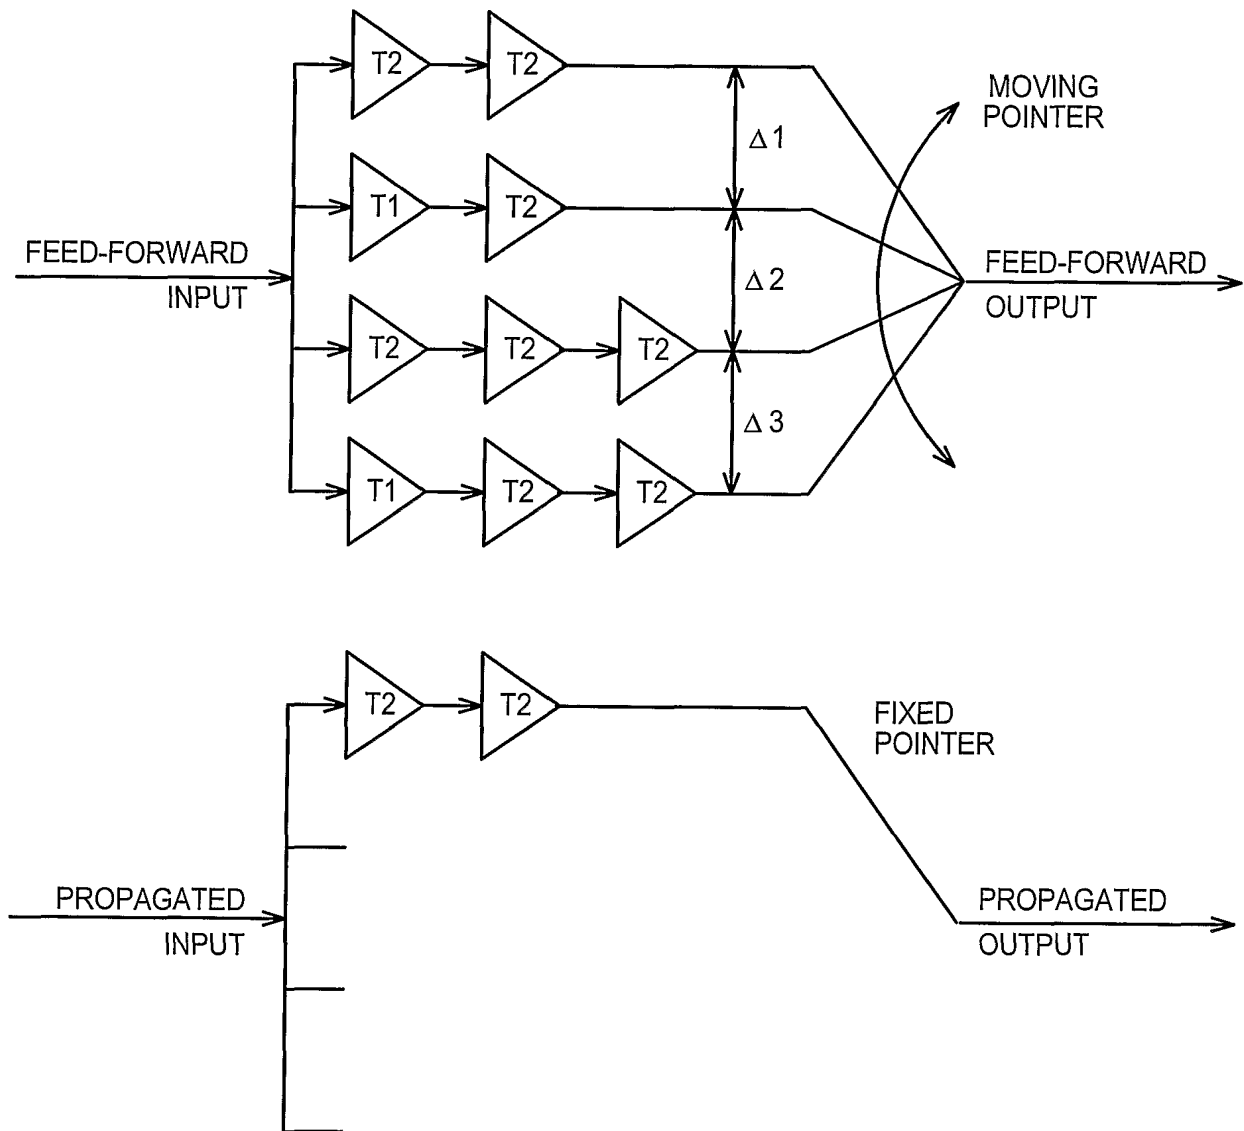 T2 T2
MOVING
POINTER
Δ1
T1 T2
FEED-FORWARD
INPUT
Δ2
FEED-FORWARD
OUTPUT
T2 T2 T2
Δ3
T1 T2 T2
T2 T2
FIXED
POINTER
PROPAGATED
INPUT
PROPAGATED
OUTPUT